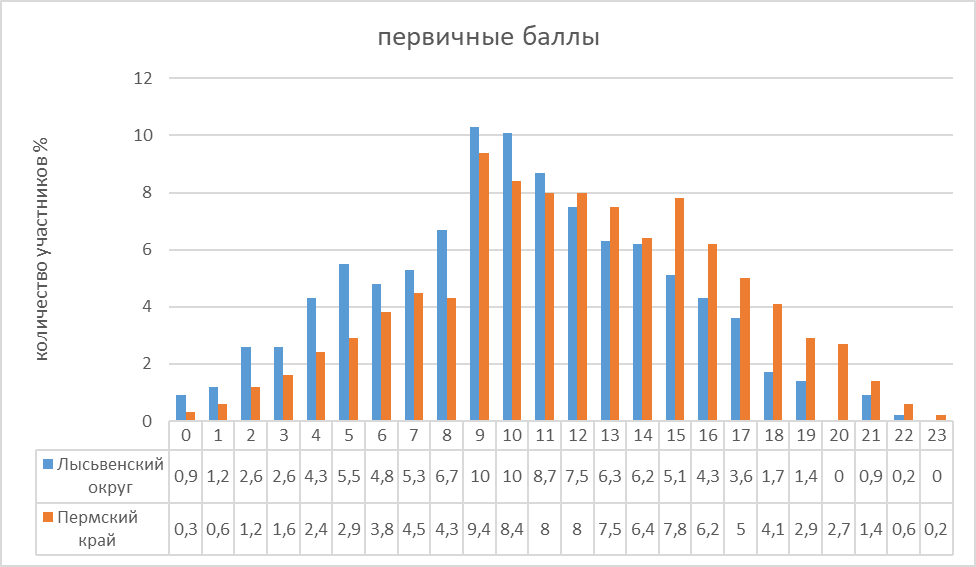 первичные баллы
количество участников %
12
10
8
6
4
2
0
0 1 2 3 4 5 6 7 8 9 10 11 12 13 14 15 16 17 18 19 20 21 22 23
Лысьвенский округ 0,9 1,2 2,6 2,6 4,3 5,5 4,8 5,3 6,7 10 10 8,7 7,5 6,3 6,2 5,1 4,3 3,6 1,7 1,4 0 0,9 0,2 0
Пермский край 0,3 0,6 1,2 1,6 2,4 2,9 3,8 4,5 4,3 9,4 8,4 8 8 7,5 6,4 7,8 6,2 5 4,1 2,9 2,7 1,4 0,6 0,2